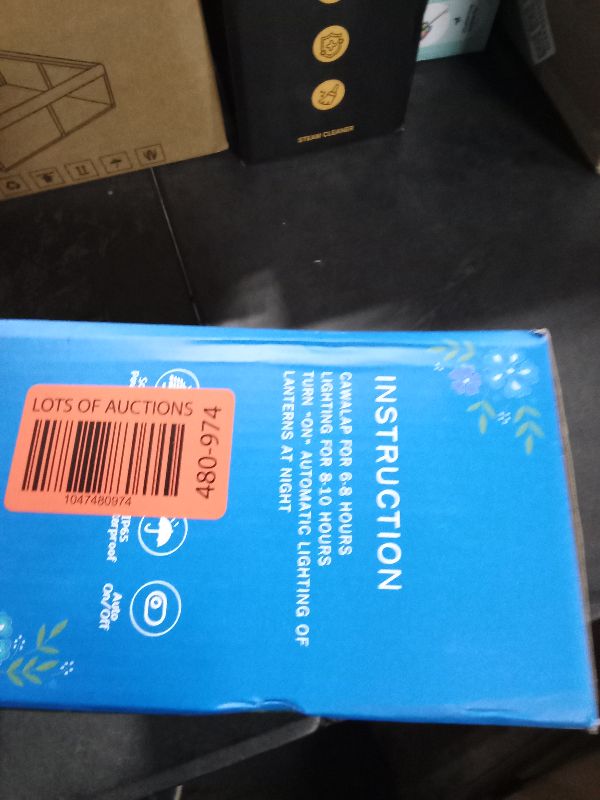 STEAM CLEANER
INSTRUCTION
CAWALAP FOR 6-8 HOURS
LIGHTING FOR 8-10 HOURS
TURN "ON" AUTOMATIC LIGHTING OF
LANTERNS AT NIGHT
LOTS OF AUCTIONS
1047480974
480-974
IP65
Auto
On/Off